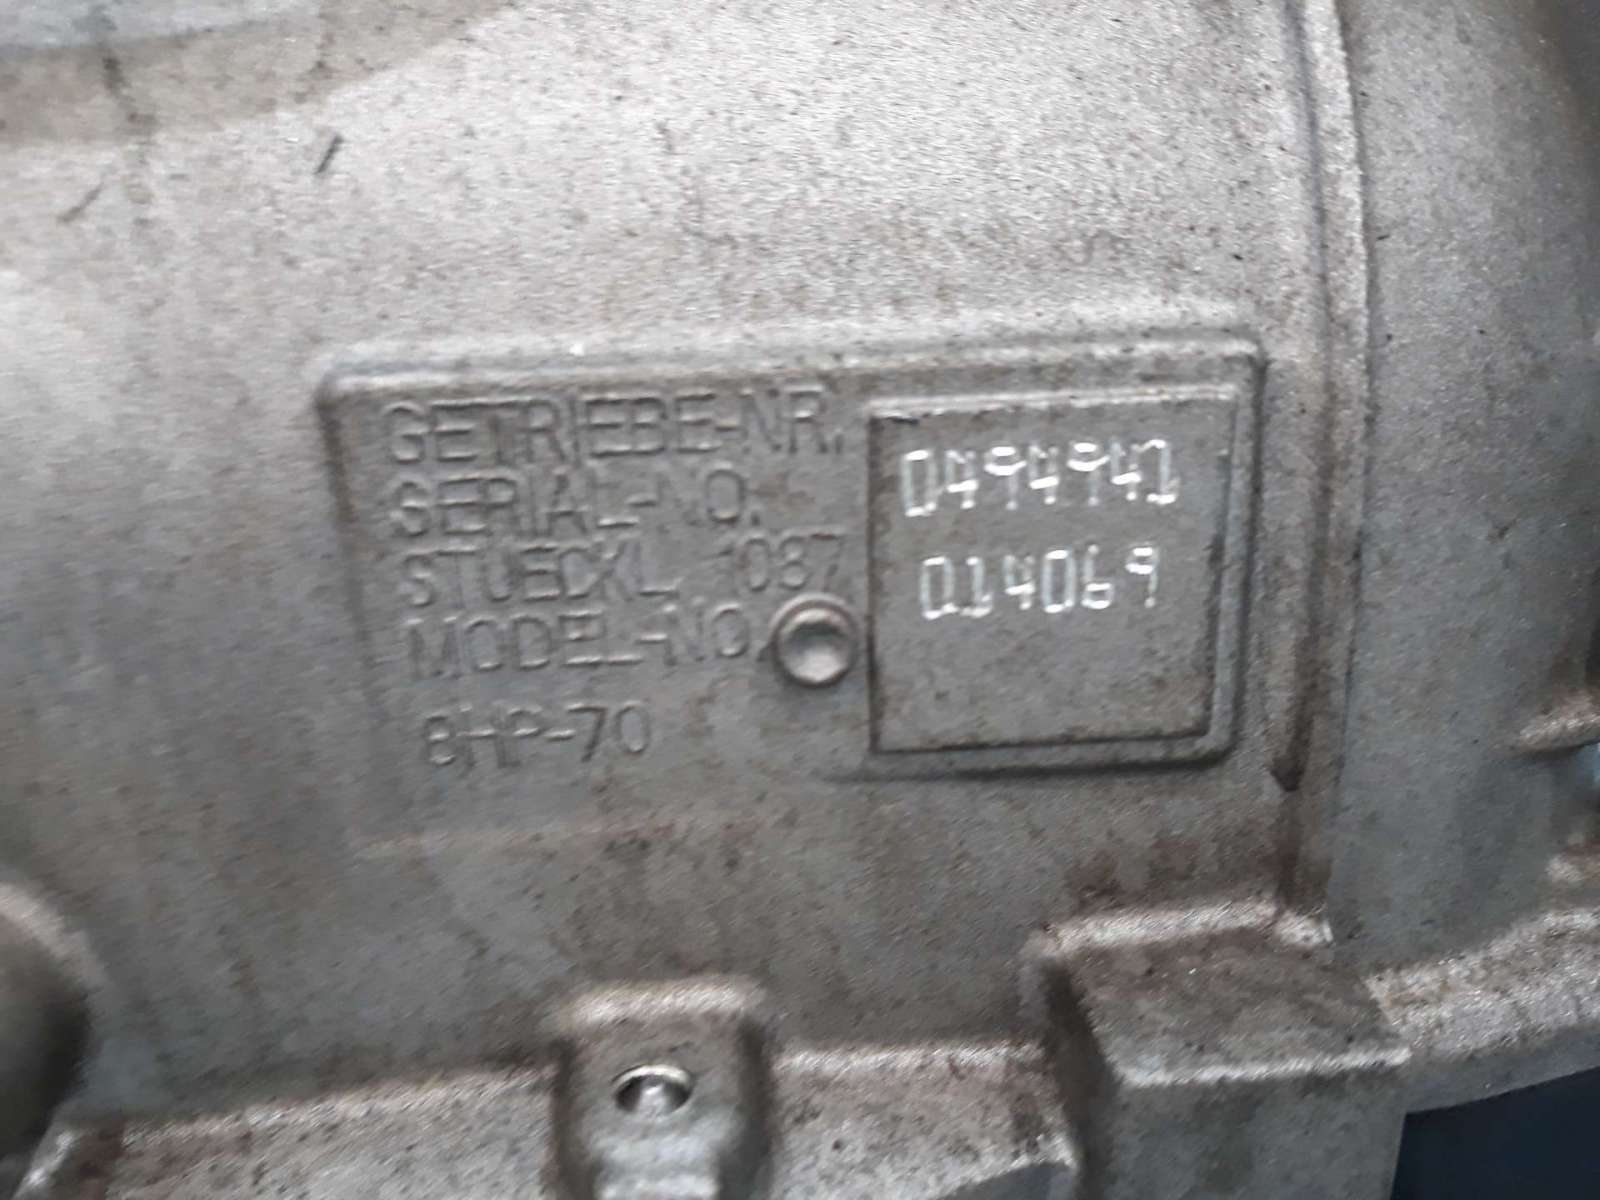 GETRIEBE-NR.
0494941
SERIAL-NO.
STUECKL. 1087
014069
MODEL-NO.
8HP-70